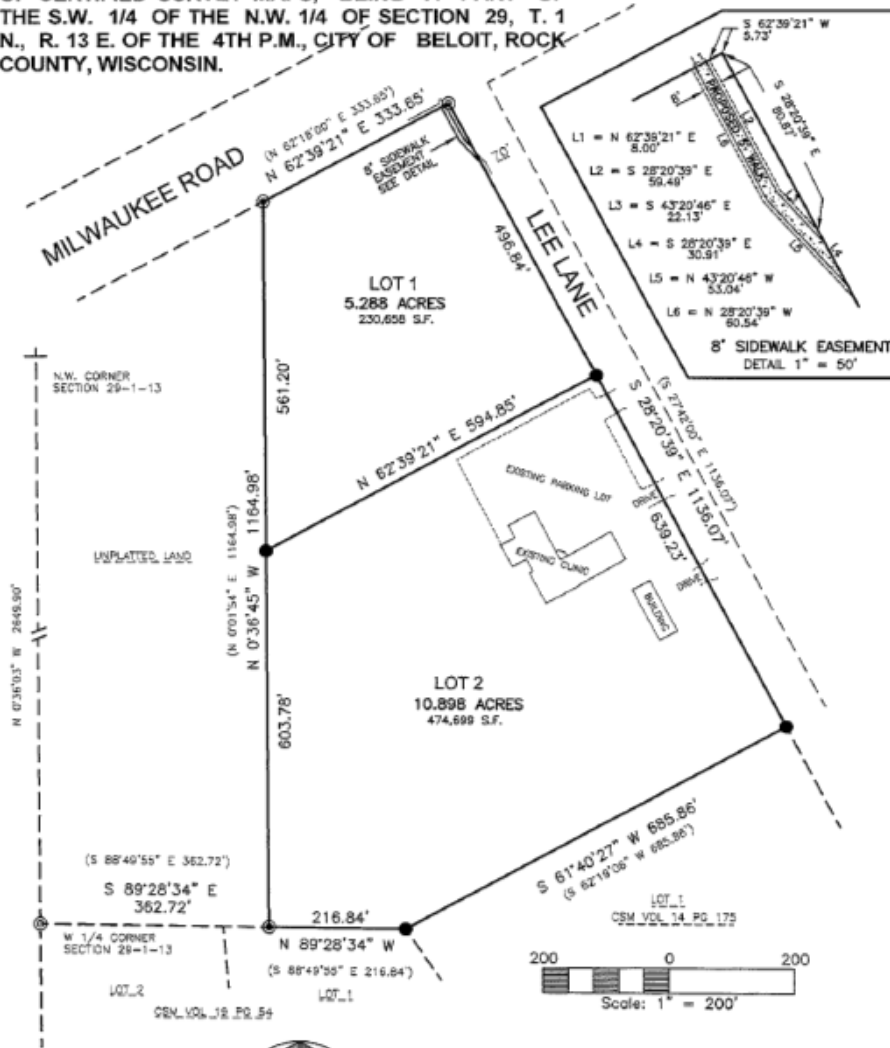 THE S.W. 1/4 OF THE N.W. 1/4 OF SECTION 29, T. 1
N., R. 13 E. OF THE 4TH P.M., CITY OF BELOIT, ROCK
COUNTY, WISCONSIN.
S 62°39'21" W
5.73'
S 28°20'39" E
80.87'
8'
PROPOSED 5' WALK
L2
L6
L3
L5
L4
L1 = N 62°39'21" E
8.00'
L2 = S 28°20'39" E
59.49'
L3 = S 43°20'46" E
22.13'
L4 = S 28°20'39" E
30.91'
L5 = N 43°20'46" W
53.04'
L6 = N 28°20'39" W
60.54'
8' SIDEWALK EASEMENT
DETAIL 1" = 50'
(N 62°18'00" E 333.65')
N 62°39'21" E 333.65'
MILWAUKEE ROAD
8' SIDEWALK
EASEMENT
SEE DETAIL
70'
LEE LANE
496.84'
LOT 1
5.288 ACRES
230,658 S.F.
N.W. CORNER
SECTION 29-1-13
561.20'
N 62°39'21" E 594.85'
(S 27°42'00" E 1136.07')
S 28°20'39" E 1136.07'
639.23'
EXISTING PARKING LOT
DRIVE
EXISTING CLINIC
DRIVE
BUILDING
UNPLATTED LAND
(N 0°01'54" E 1164.98')
N 0°36'45" W 1164.98'
N 0°36'03" W 2649.90'
LOT 2
10.898 ACRES
474,699 S.F.
603.78'
S 61°40'27" W 685.86'
(S 62°19'06" W 685.86')
(S 88°49'55" E 362.72')
S 89°28'34" E
362.72'
216.84'
N 89°28'34" W
(S 88°49'55" E 216.84')
W 1/4 CORNER
SECTION 29-1-13
LOT 2
LOT 1
CSM VOL 19 PG 54
LOT 1
CSM VOL 14 PG 175
200 0 200
Scale: 1" = 200'